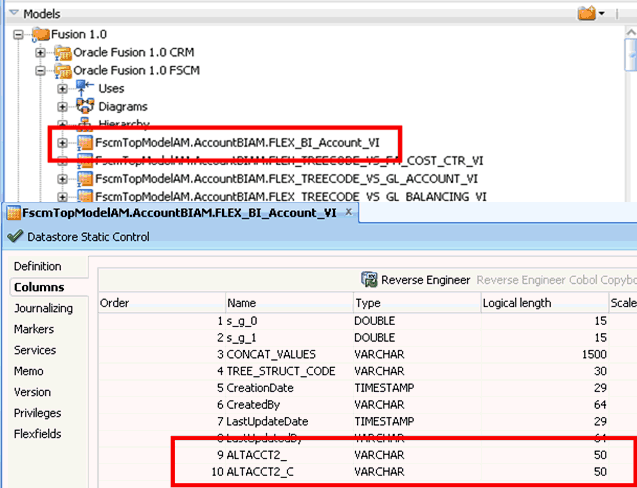 Models
Fusion 1.0
Oracle Fusion 1.0 CRM
Oracle Fusion 1.0 FSCM
Uses
Diagrams
Hierarchy
FscmTopModelAM.AccountBIAM.FLEX_BI_Account_VI
FscmTopModelAM.AccountBIAM.FLEX_TREECODE_VS_FA_COST_CTR_VI
FscmTopModelAM.AccountBIAM.FLEX_TREECODE_VS_GL_ACCOUNT_VI
FscmTopModelAM.AccountBIAM.FLEX_TREECODE_VS_GL_BALANCING_VI
FscmTopModelAM.AccountBIAM.FLEX_BI_Account_VI
Datastore Static Control
Definition
Columns
Journalizing
Markers
Services
Memo
Version
Privileges
Flexfields
Reverse Engineer Reverse Engineer Cobol Copybo
Order Name Type Logical length Scale
1 s_g_0 DOUBLE 15
2 s_g_1 DOUBLE 15
3 CONCAT_VALUES VARCHAR 1500
4 TREE_STRUCT_CODE VARCHAR 30
5 CreationDate TIMESTAMP 29
6 CreatedBy VARCHAR 64
7 LastUpdateDate TIMESTAMP 29
8 LastUpdatedBy VARCHAR 64
9 ALTACCT2_ VARCHAR 50
10 ALTACCT2_C VARCHAR 50